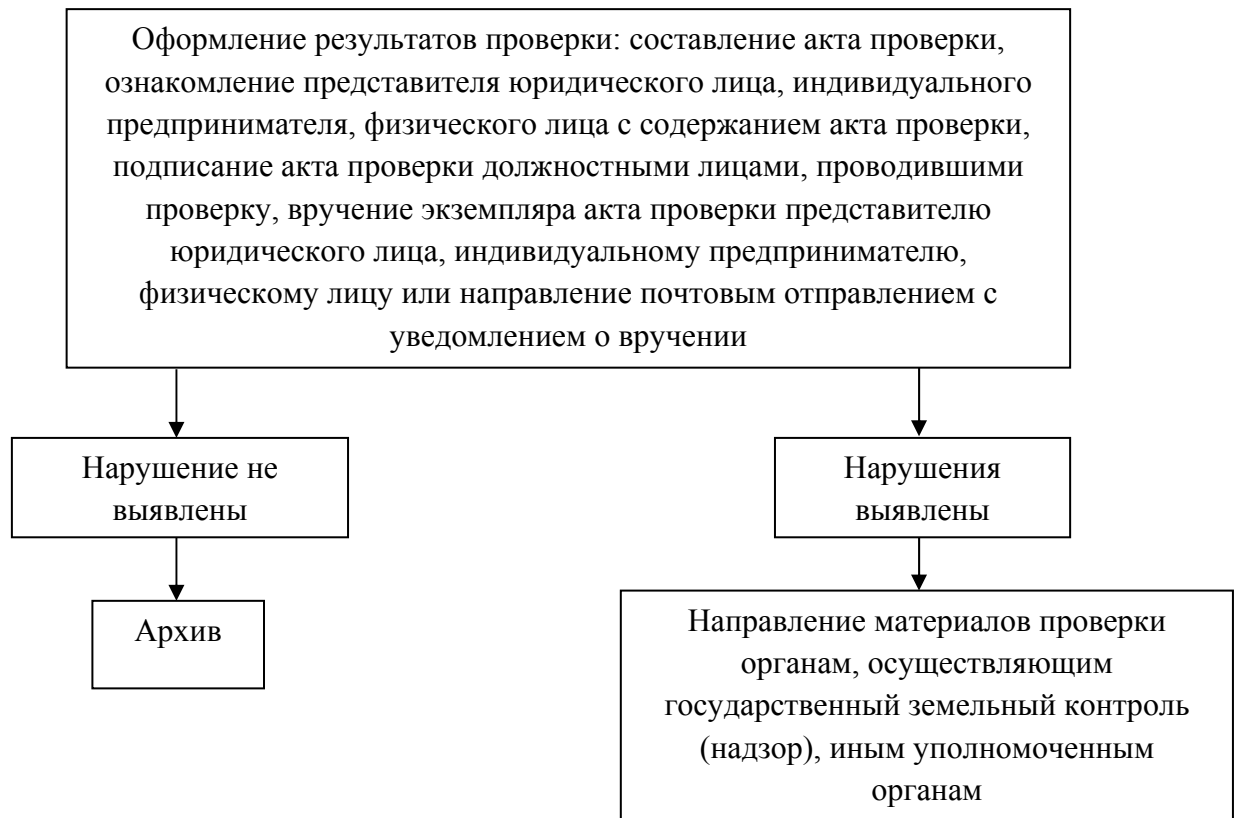 Оформление результатов проверки: составление акта проверки,
ознакомление представителя юридического лица, индивидуального
предпринимателя, физического лица с содержанием акта проверки,
подписание акта проверки должностными лицами, проводившими
проверку, вручение экземпляра акта проверки представителю
юридического лица, индивидуальному предпринимателю,
физическому лицу или направление почтовым отправлением с
уведомлением о вручении
Нарушение не
выявлены
Нарушения
выявлены
Архив
Направление материалов проверки
органам, осуществляющим
государственный земельный контроль
(надзор), иным уполномоченным
органам